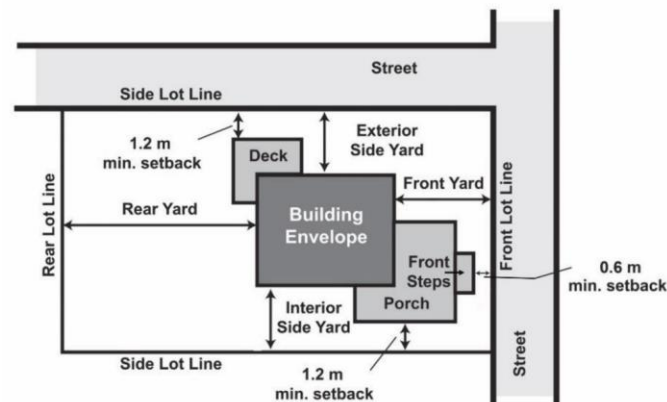 Street
Side Lot Line
1.2 m
min. setback
Deck
Exterior
Side Yard
Rear Lot Line
Rear Yard
Building
Envelope
Front Yard
Front Lot Line
Front
Steps
Porch
0.6 m
min. setback
Interior
Side Yard
Side Lot Line
1.2 m
min. setback
Street